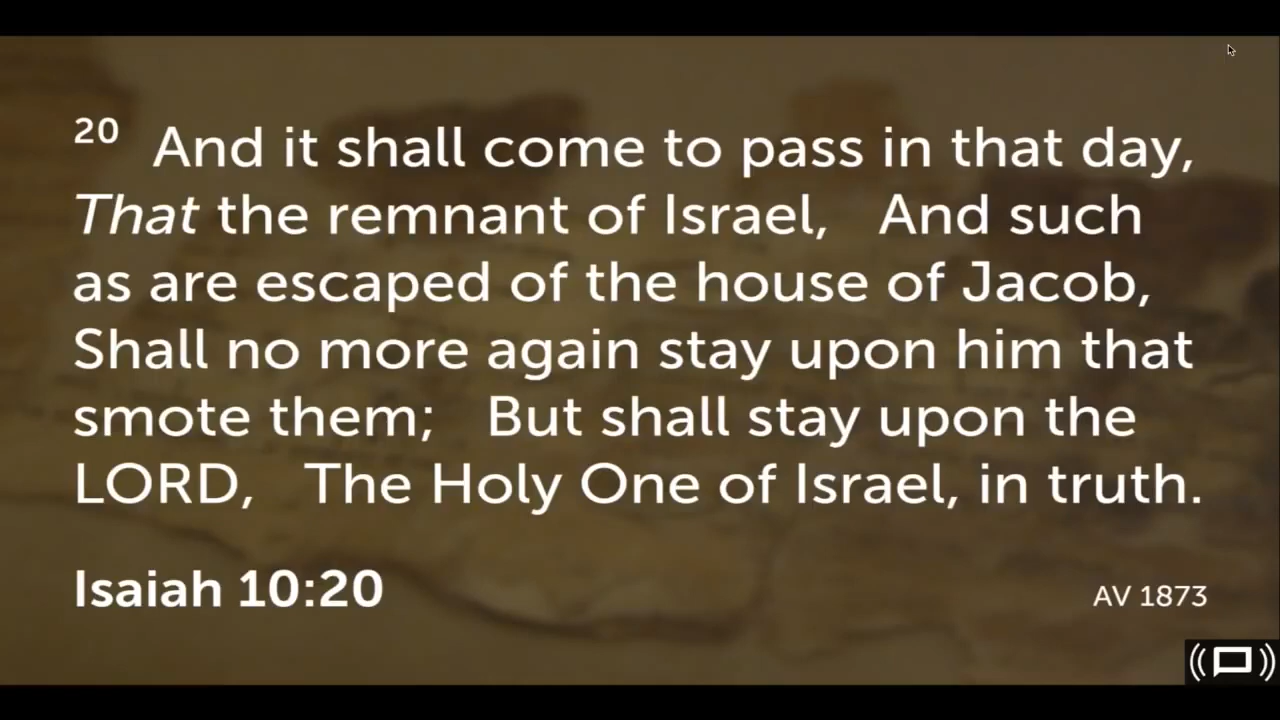 20 And it shall come to pass in that day,
That the remnant of Israel, And such
as are escaped of the house of Jacob,
Shall no more again stay upon him that
smote them; But shall stay upon the
LORD, The Holy One of Israel, in truth.
Isaiah 10:20
AV 1873